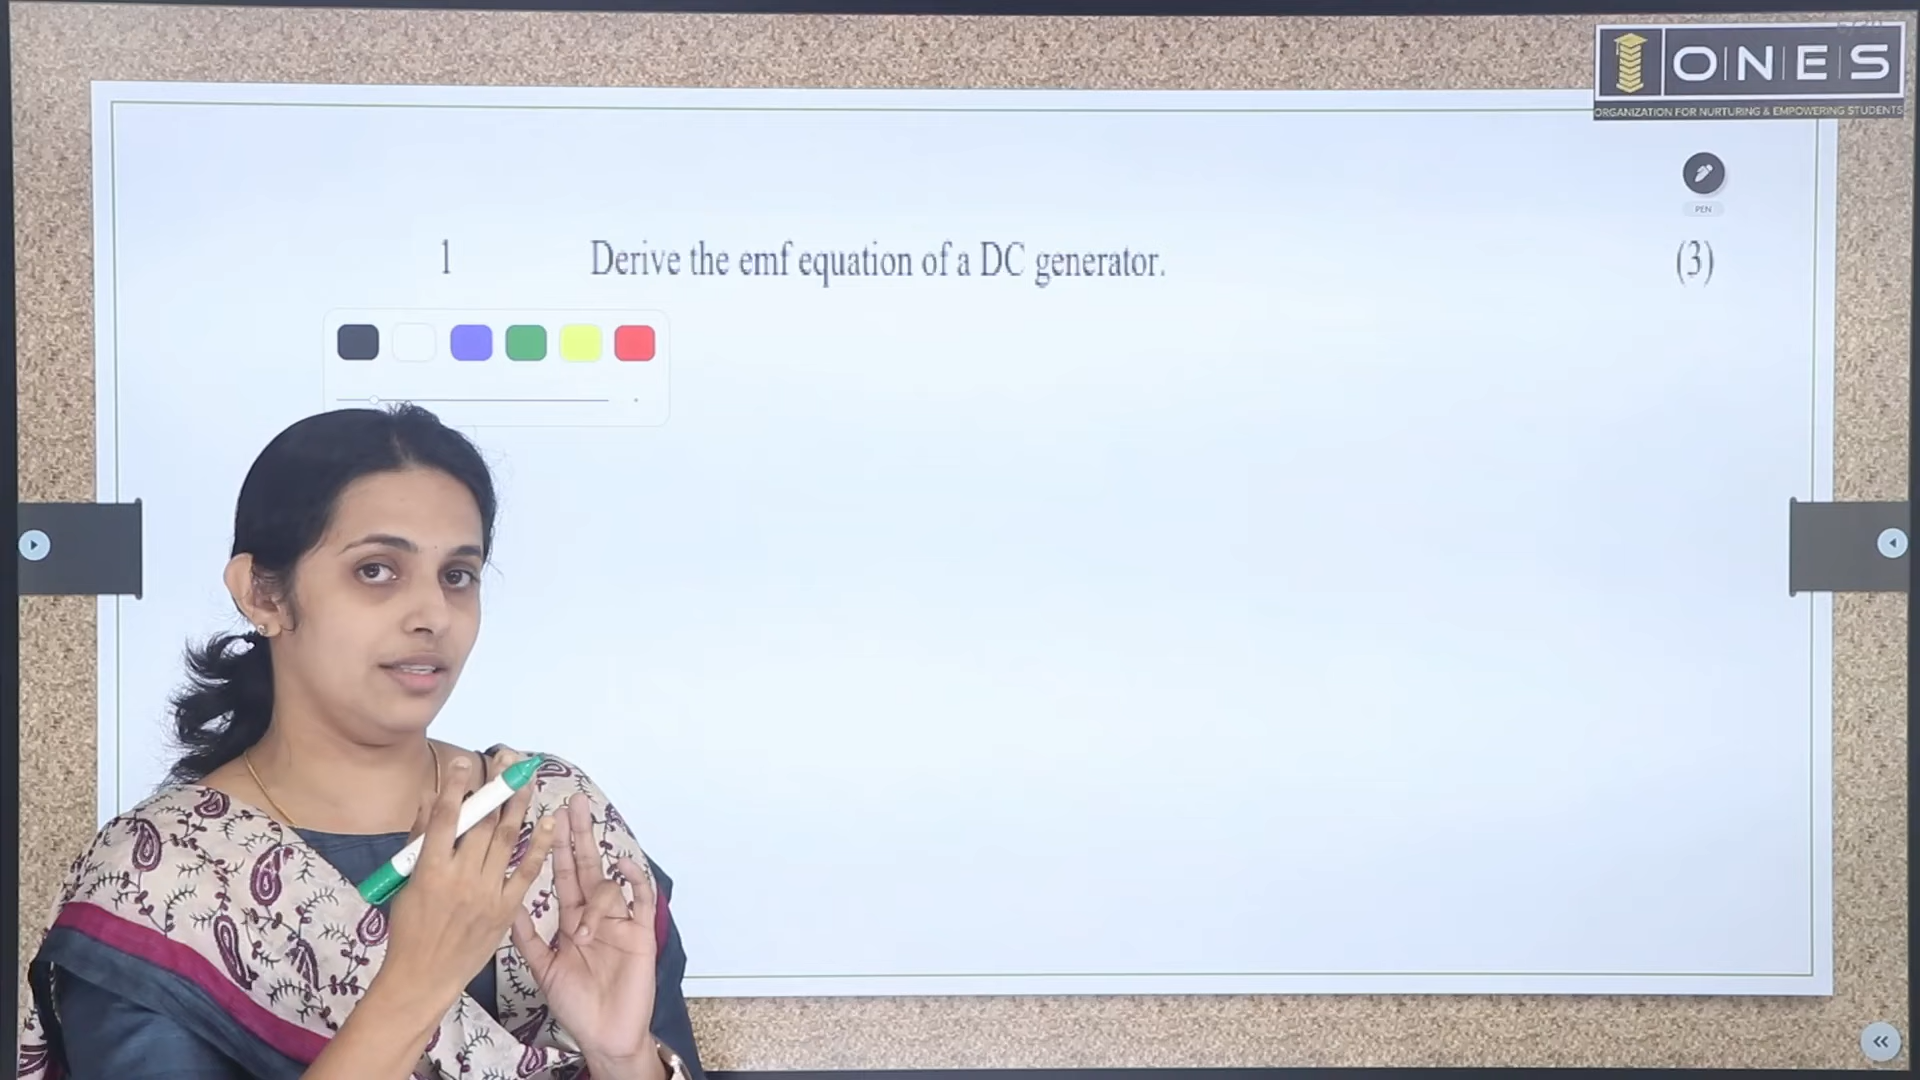 ONES
ORGANIZATION FOR NURTURING & EMPOWERING STUDENTS
PEN
1 Derive the emf equation of a DC generator. (3)